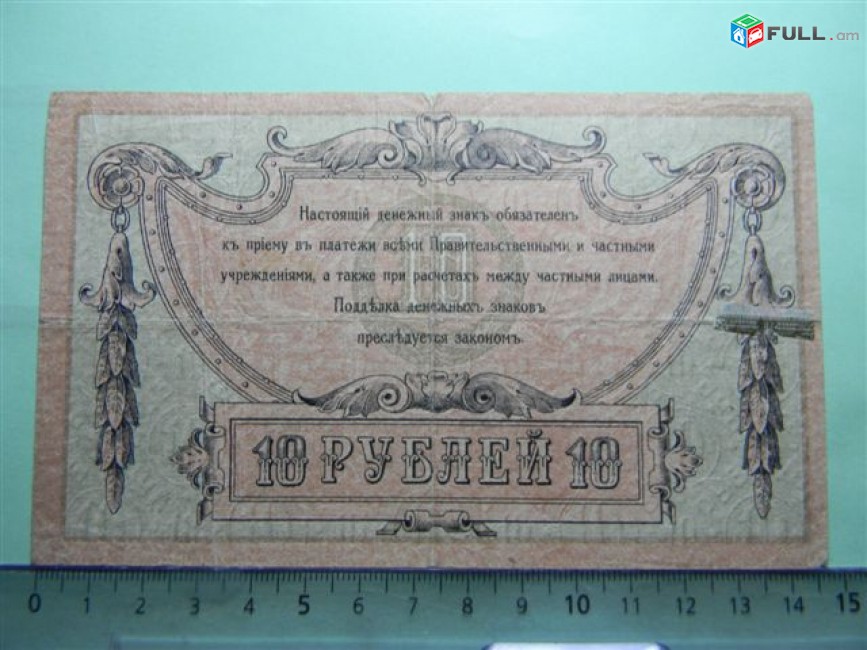 FULL.am
Настоящій денежный знакъ обязателенъ
къ пріему въ платежи всѣми Правительственными и частными
учрежденіями, а также при расчетахъ между частными лицами.
Поддѣлка денежныхъ знаковъ
преслѣдуется закономъ.
10
10 РУБЛЕЙ 10
0 1 2 3 4 5 6 7 8 9 10 11 12 13 14 15